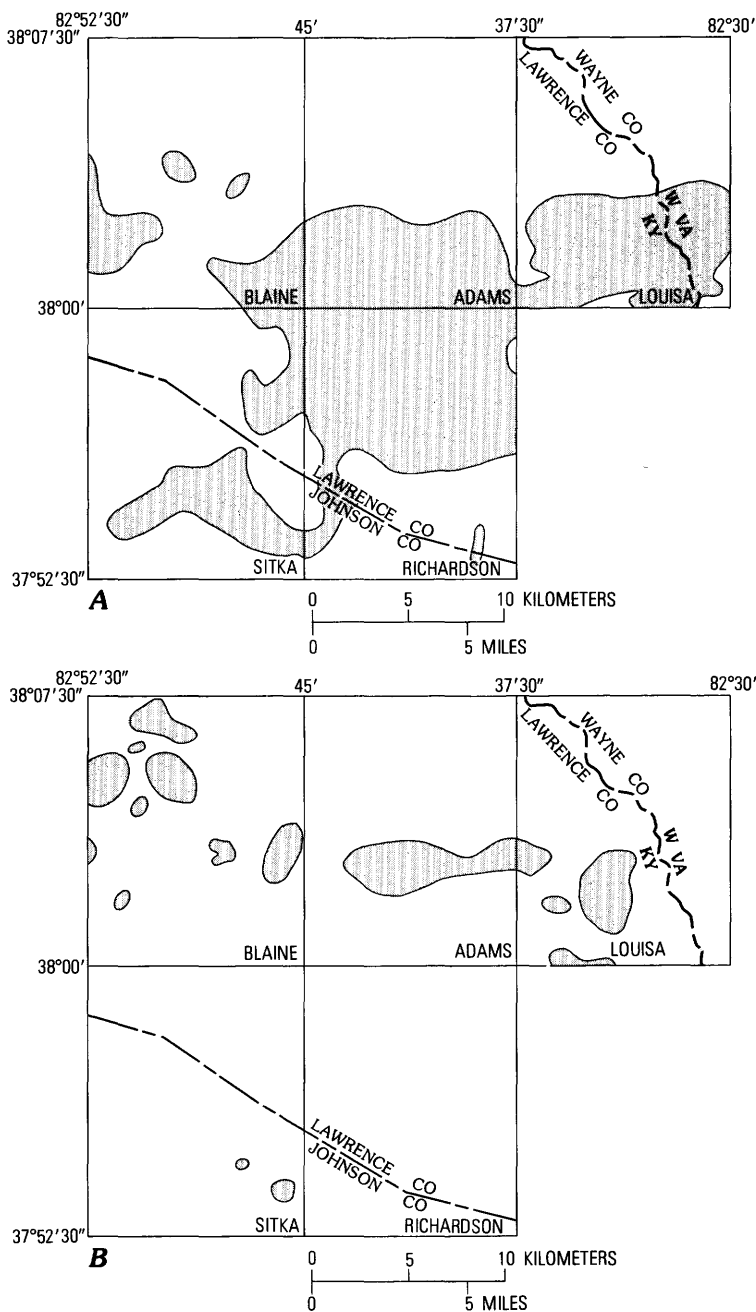 82°52'30" 45' 37'30" 82°30'
38°07'30"
WAYNE CO
LAWRENCE CO
W VA
KY
BLAINE ADAMS LOUISA
38°00'
LAWRENCE CO
JOHNSON CO
SITKA RICHARDSON
37°52'30"
A
0 5 10 KILOMETERS
0 5 MILES
82°52'30" 45' 37'30" 82°30'
38°07'30"
WAYNE CO
LAWRENCE CO
W VA
KY
BLAINE ADAMS LOUISA
38°00'
LAWRENCE CO
JOHNSON CO
SITKA RICHARDSON
37°52'30"
B
0 5 10 KILOMETERS
0 5 MILES